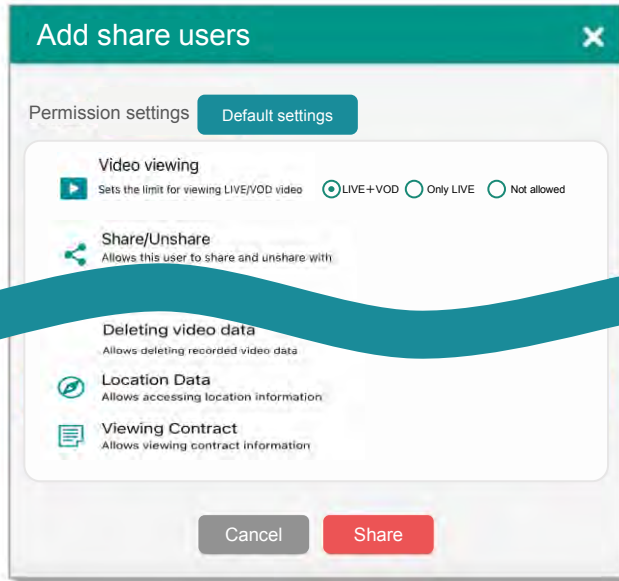 Add share users
Permission settings Default settings
Video viewing
Sets the limit for viewing LIVE/VOD video LIVE+VOD Only LIVE Not allowed
Share/Unshare
Allows this user to share and unshare with
Deleting video data
Allows deleting recorded video data
Location Data
Allows accessing location information
Viewing Contract
Allows viewing contract information
Cancel Share